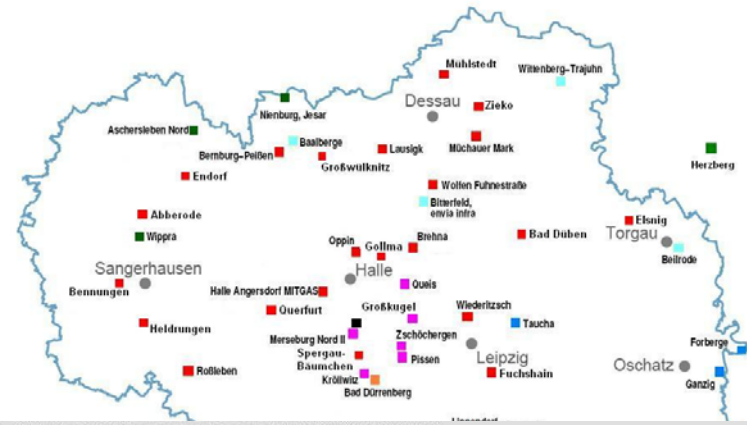 Mühlstedt
Wittenberg-Trajuhn
Dessau
Zieko
Nienburg, Jesar
Aschersleben Nord
Baalberge
Müchauer Mark
Bernburg-Peißen
Lausigk
Großwülknitz
Herzberg
Endorf
Wolfen Fuhnestraße
Bitterfeld,
envia infra
Abberode
Elsnig
Wippra
Bad Düben
Torgau
Oppin
Gollma
Brehna
Beilrode
Sangerhausen
Halle
Bennungen
Halle Angersdorf MITGAS
Queis
Querfurt
Großkugel
Wiederitzsch
Heldrungen
Taucha
Merseburg Nord II
Zschöchergen
Forberge
Spergau-
Bäumchen
Pissen
Leipzig
Oschatz
Roßleben
Kröllwitz
Fuchshain
Ganzig
Bad Dürrenberg